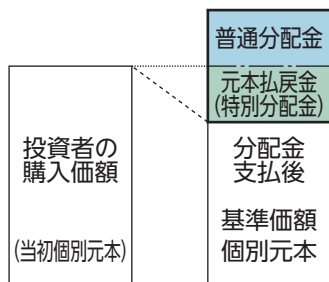 普通分配金
元本払戻金
(特別分配金)
投資者の
購入価額
(当初個別元本)
分配金
支払後
基準価額
個別元本